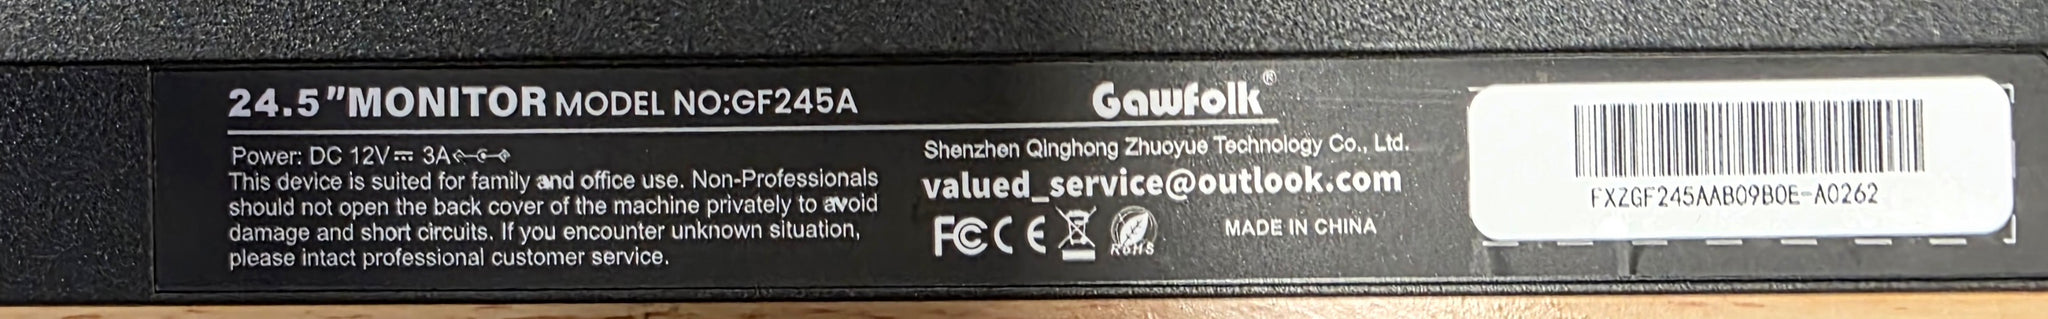 24.5"MONITOR MODEL NO:GF245A
Power: DC 12V⎓ 3A
This device is suited for family and office use. Non-Professionals
should not open the back cover of the machine privately to avoid
damage and short circuits. If you encounter unknown situation,
please intact professional customer service.
Gawfolk®
Shenzhen Qinghong Zhuoyue Technology Co., Ltd.
valued_service@outlook.com
FC CE RoHS MADE IN CHINA
FXZGF245AAB09B0E-A0262